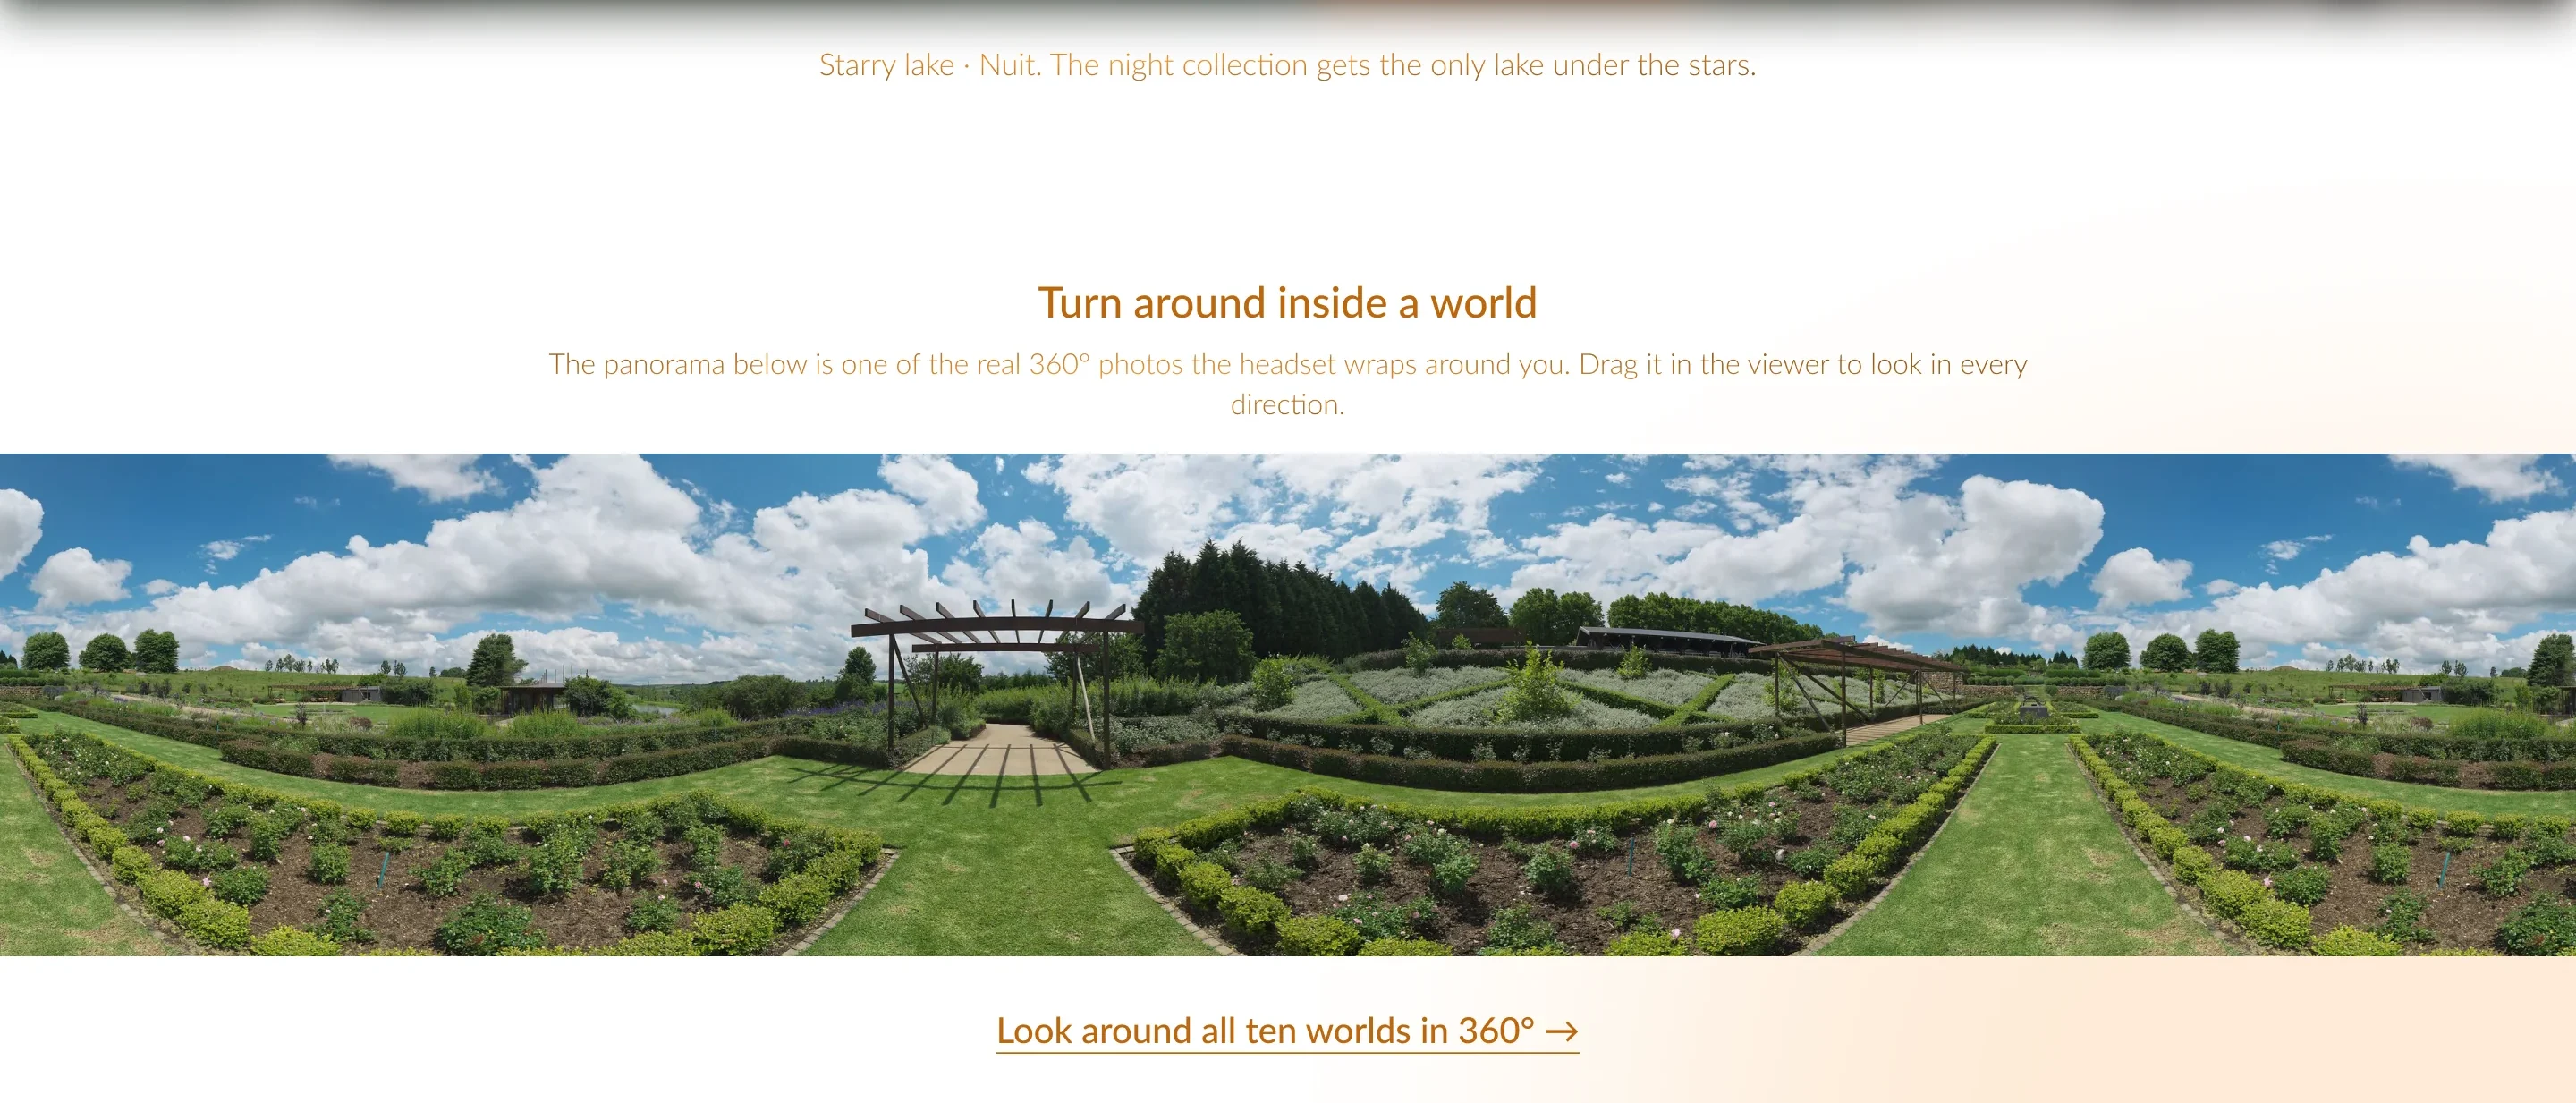 Starry lake · Nuit. The night collection gets the only lake under the stars.
Turn around inside a world
The panorama below is one of the real 360° photos the headset wraps around you. Drag it in the viewer to look in every
direction.
Look around all ten worlds in 360° →